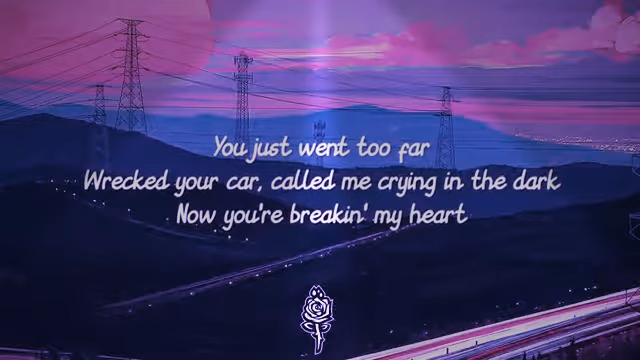 You just went too far
Wrecked your car, called me crying in the dark
Now you're breakin' my heart